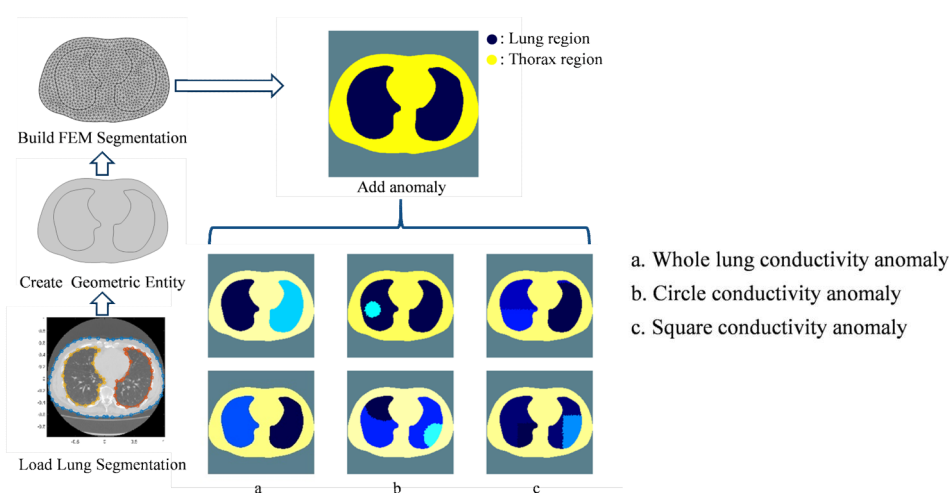 : Lung region
: Thorax region
Build FEM Segmentation
Add anomaly
Create Geometric Entity
a. Whole lung conductivity anomaly
b. Circle conductivity anomaly
c. Square conductivity anomaly
Load Lung Segmentation
a
b
c